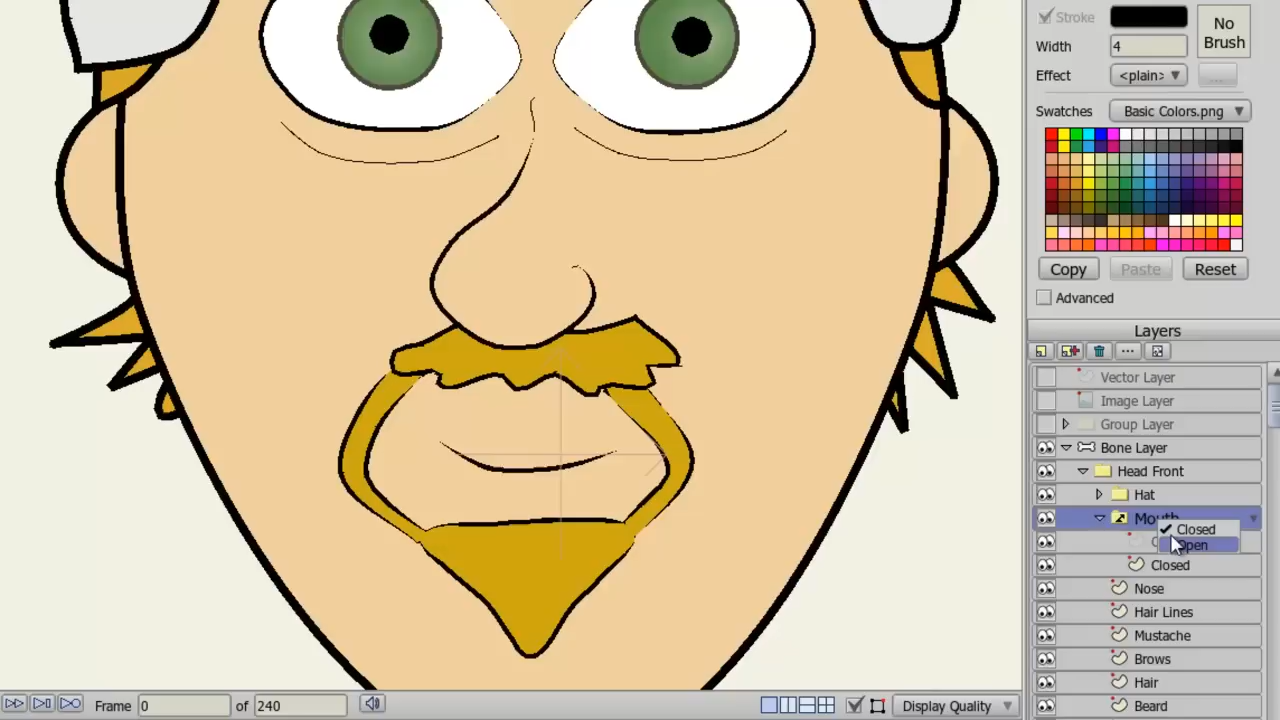 Stroke
No
Brush
Width 4
Effect <plain> ...
Swatches Basic Colors.png
Copy Paste Reset
Advanced
Layers
Vector Layer
Image Layer
Group Layer
Bone Layer
Head Front
Hat
Mouth
Closed
Open
Closed
Nose
Hair Lines
Mustache
Brows
Hair
Beard
Frame 0 of 240 Display Quality